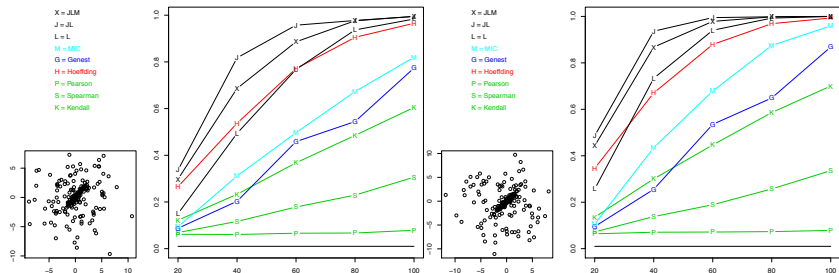 X = JLM
J = JL
L = L
M = MIC
G = Genest
H = Hoeffding
P = Pearson
S = Spearman
K = Kendall
5
0
-5
-10
-10 -5 0 5 10
1.0
0.8
0.6
0.4
0.2
0.0
20 40 60 80 100
X = JLM
J = JL
L = L
M = MIC
G = Genest
H = Hoeffding
P = Pearson
S = Spearman
K = Kendall
10
5
0
-5
-10
-10 -5 0 5
1.0
0.8
0.6
0.4
0.2
0.0
20 40 60 80 100